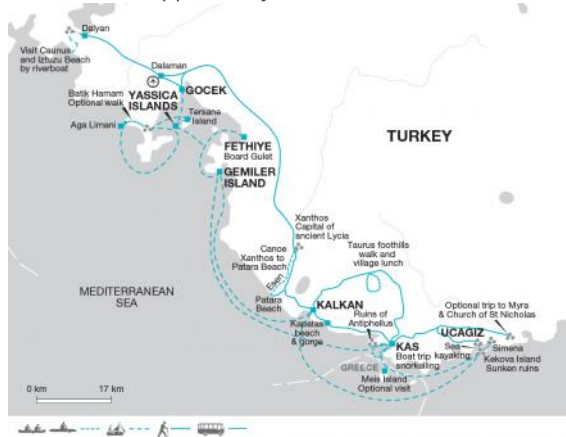 Dalyan
Visit Caunus
and Iztuzu Beach
by riverboat
Dalaman
GOCEK
YASSICA
ISLANDS
Batik Hamam
Optional walk
Tersane
Island
Aga Limani
FETHIYE
Board Gulet
GEMILER
ISLAND
TURKEY
Xanthos
Capital of
ancient Lycia
Canoe
Xanthos to
Patara Beach
Taurus foothills
walk and
village lunch
Esen
MEDITERRANEAN
SEA
Patara
Beach
KALKAN
Ruins of
Antiphellus
Optional trip to Myra
& Church of St Nicholas
Kaputas
beach
& gorge
UCAGIZ
KAS
Boat trip
snorkelling
Sea
kayaking
Simena
Kekova Island
Sunken ruins
GREECE
Meis Island
Optional visit
0 km
17 km